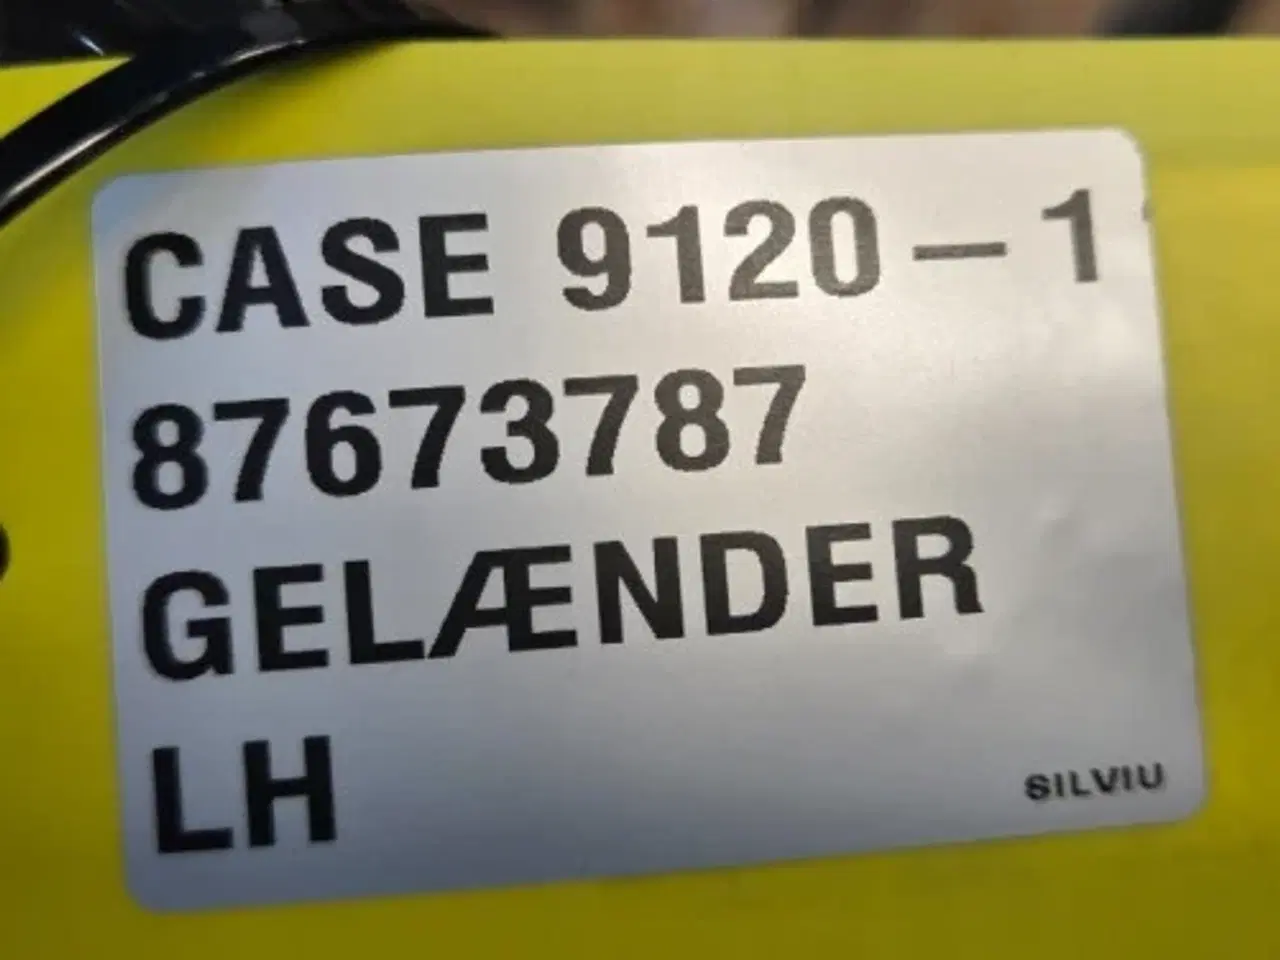 CASE 9120-1
87673787
GELÆNDER
LH
SILVIU